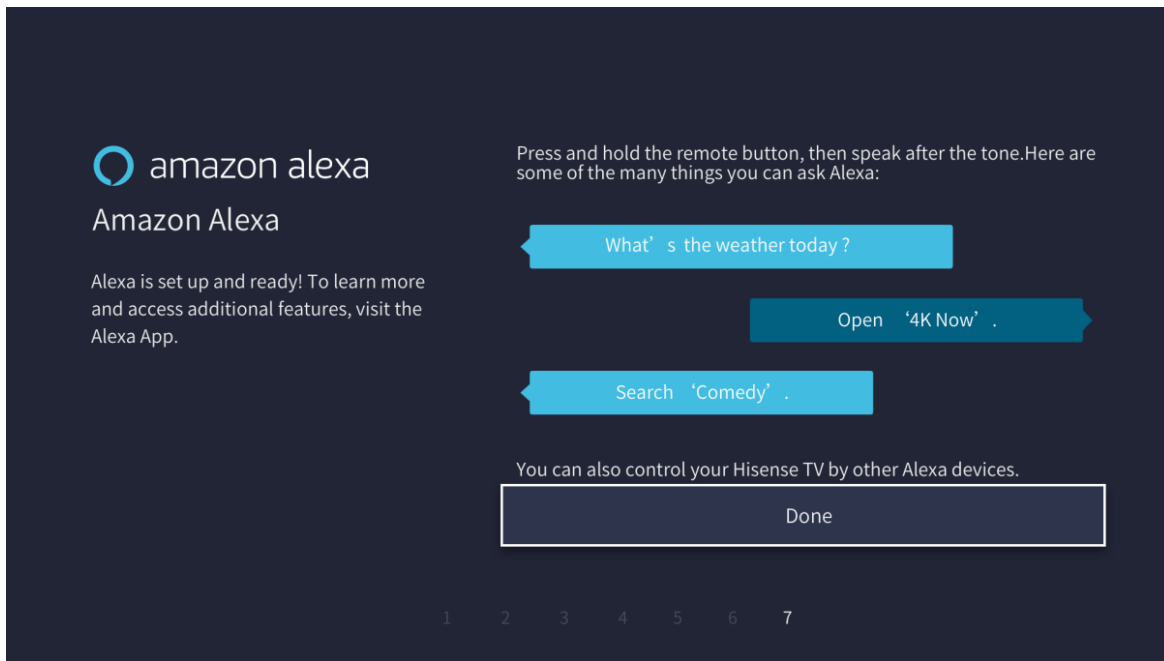 amazon alexa
Amazon Alexa
Alexa is set up and ready! To learn more
and access additional features, visit the
Alexa App.
Press and hold the remote button, then speak after the tone.Here are
some of the many things you can ask Alexa:
What’s the weather today ?
Open ‘4K Now’.
Search ‘Comedy’.
You can also control your Hisense TV by other Alexa devices.
Done
1 2 3 4 5 6 7